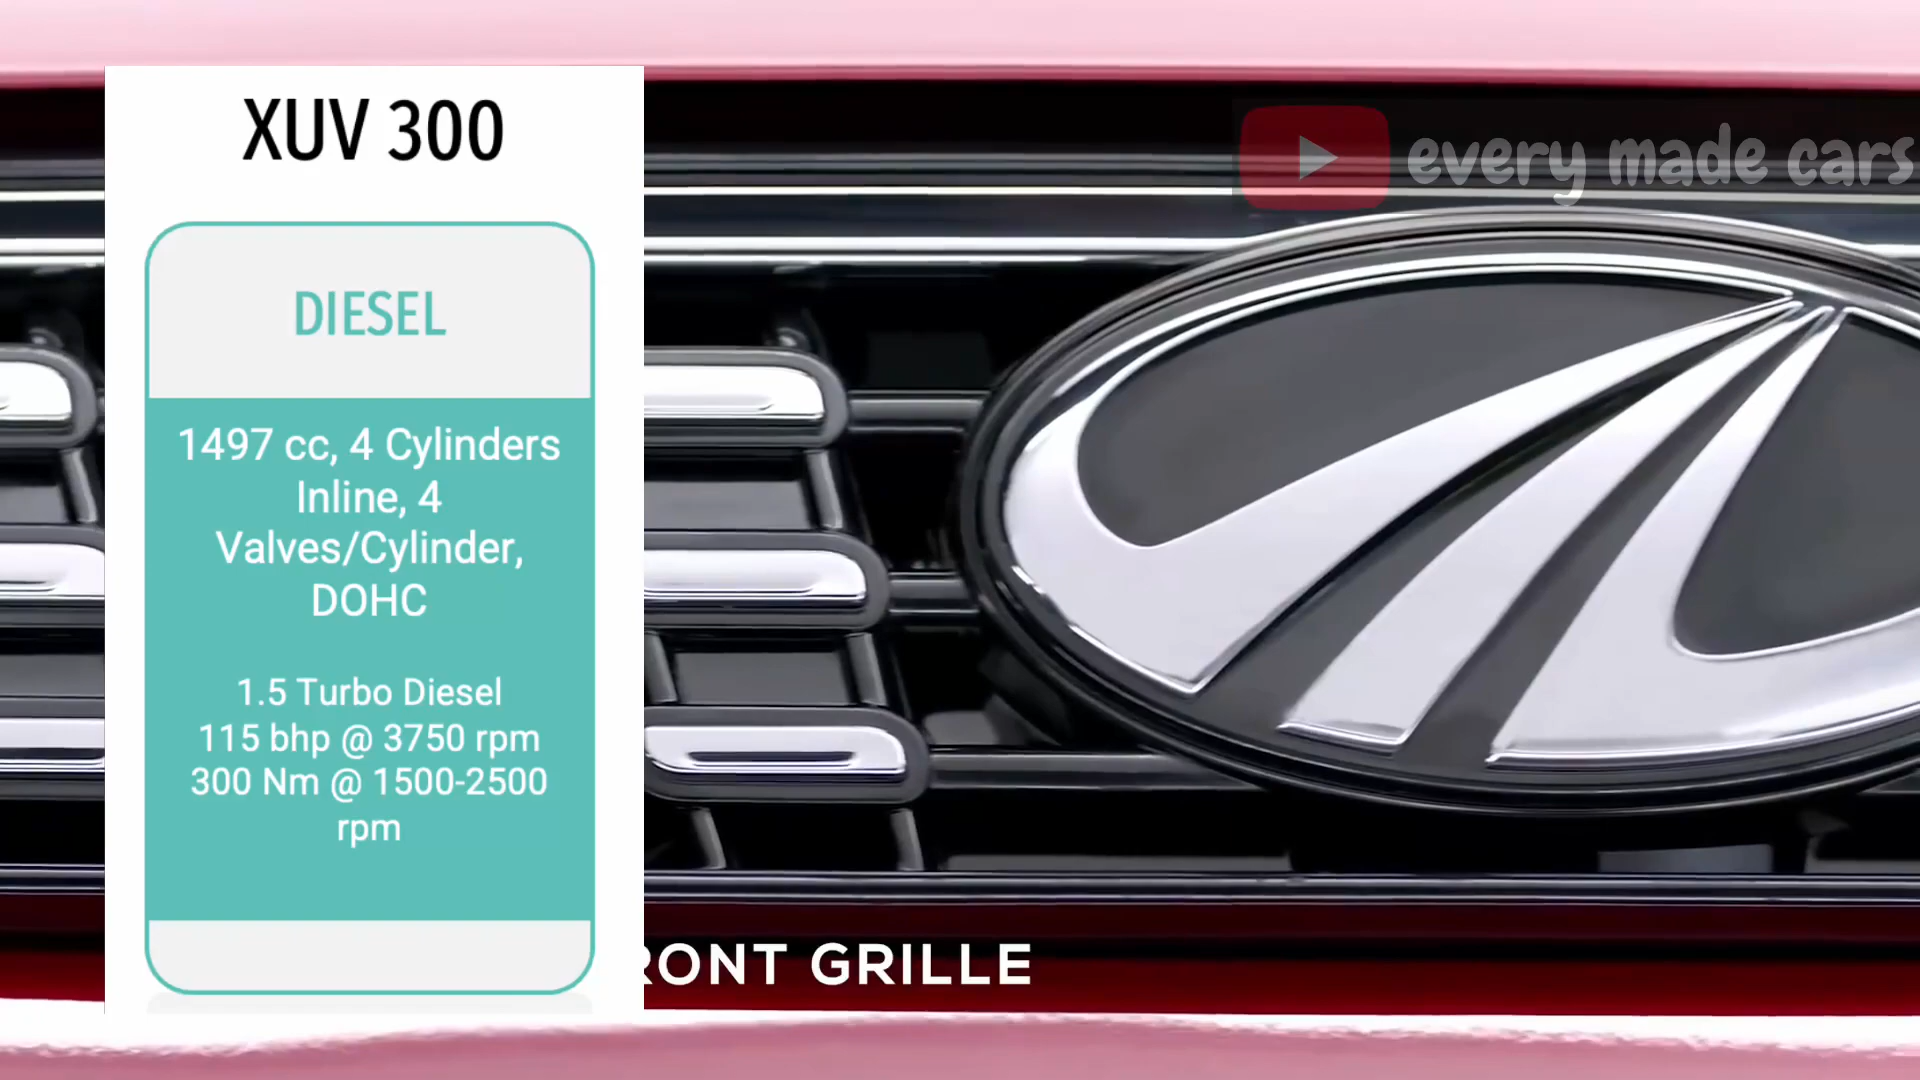 XUV 300
every made cars
DIESEL
1497 cc, 4 Cylinders
Inline, 4
Valves/Cylinder,
DOHC
1.5 Turbo Diesel
115 bhp @ 3750 rpm
300 Nm @ 1500-2500
rpm
RONT GRILLE